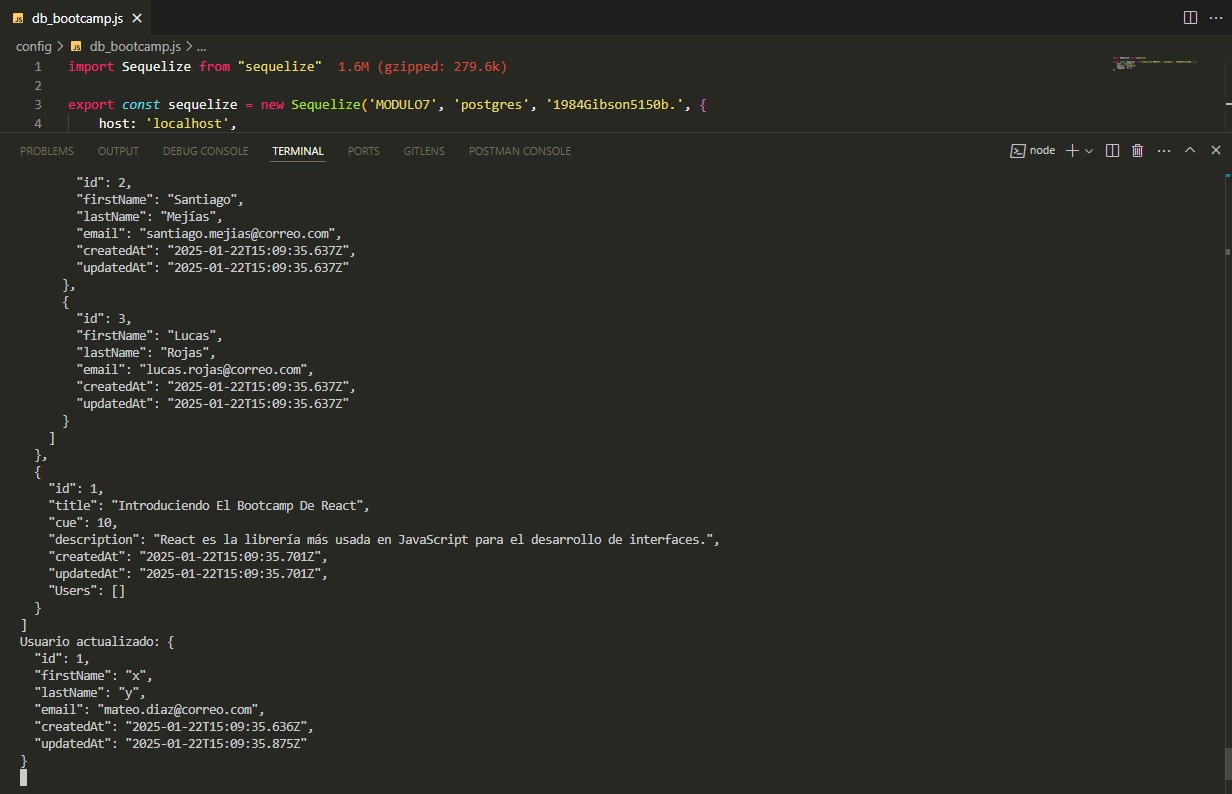 JS db_bootcamp.js
config > JS db_bootcamp.js > ...
1 import Sequelize from "sequelize" 1.6M (gzipped: 279.6k)
2
3 export const sequelize = new Sequelize('MODULO7', 'postgres', '1984Gibson5150b.', {
4 host: 'localhost',
PROBLEMS OUTPUT DEBUG CONSOLE TERMINAL PORTS GITLENS POSTMAN CONSOLE node
"id": 2,
"firstName": "Santiago",
"lastName": "Mejías",
"email": "santiago.mejias@correo.com",
"createdAt": "2025-01-22T15:09:35.637Z",
"updatedAt": "2025-01-22T15:09:35.637Z"
},
{
"id": 3,
"firstName": "Lucas",
"lastName": "Rojas",
"email": "lucas.rojas@correo.com",
"createdAt": "2025-01-22T15:09:35.637Z",
"updatedAt": "2025-01-22T15:09:35.637Z"
}
]
},
{
"id": 1,
"title": "Introduciendo El Bootcamp De React",
"cue": 10,
"description": "React es la librería más usada en JavaScript para el desarrollo de interfaces.",
"createdAt": "2025-01-22T15:09:35.701Z",
"updatedAt": "2025-01-22T15:09:35.701Z",
"Users": []
}
]
Usuario actualizado: {
"id": 1,
"firstName": "x",
"lastName": "y",
"email": "mateo.diaz@correo.com",
"createdAt": "2025-01-22T15:09:35.636Z",
"updatedAt": "2025-01-22T15:09:35.875Z"
}